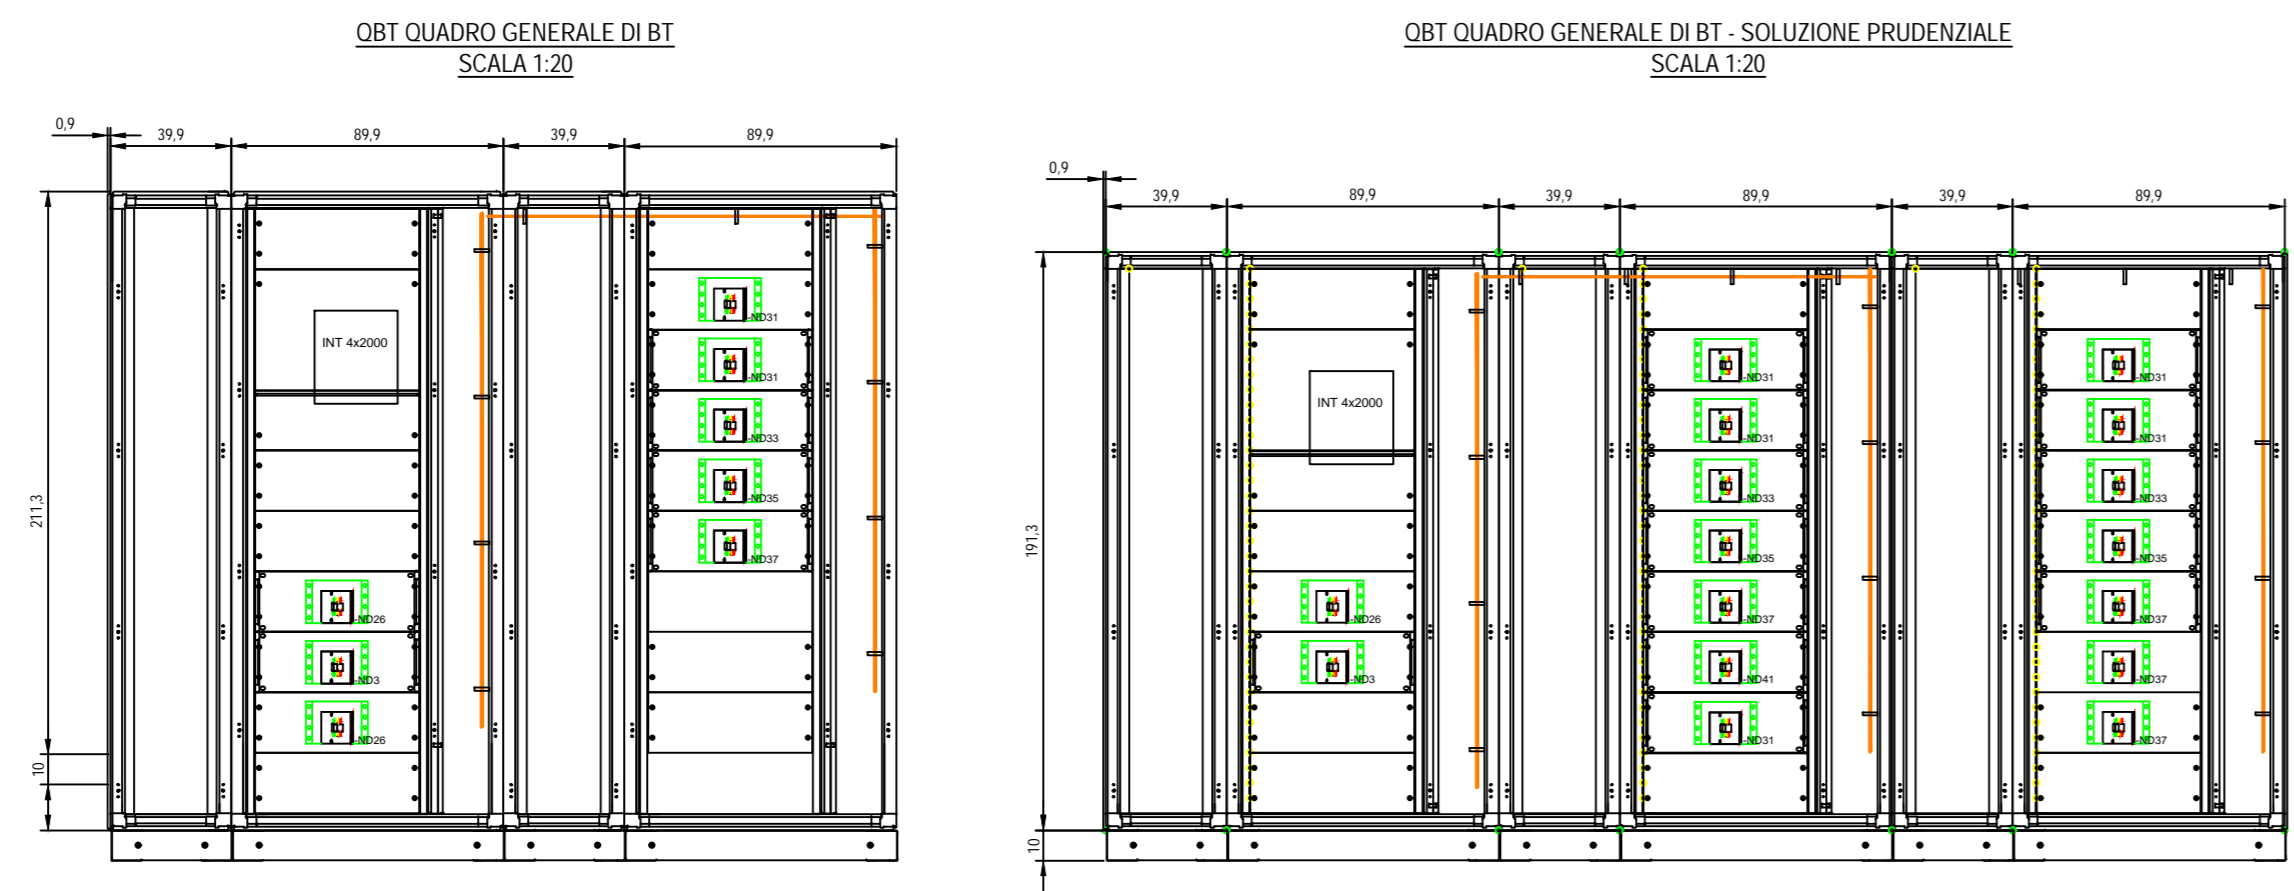 QBT QUADRO GENERALE DI BT
SCALA 1:20
0,9
39,9
89,9
39,9
89,9
211,3
10
INT 4x2000
-ND26
-ND3
-ND26
-ND31
-ND31
-ND33
-ND35
-ND37
QBT QUADRO GENERALE DI BT - SOLUZIONE PRUDENZIALE
SCALA 1:20
0,9
39,9
89,9
39,9
89,9
39,9
89,9
191,3
10
INT 4x2000
-ND26
-ND3
-ND31
-ND31
-ND33
-ND35
-ND37
-ND41
-ND31
-ND31
-ND31
-ND33
-ND35
-ND37
-ND37
-ND37